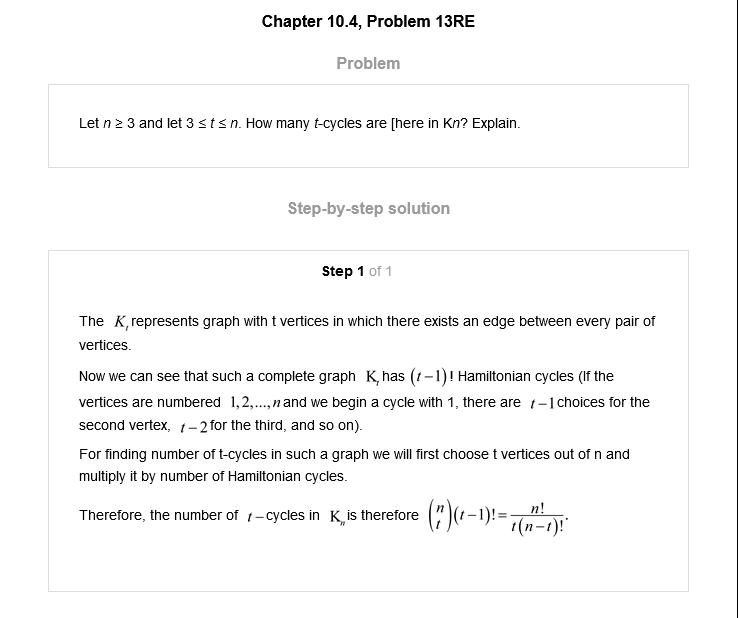 Chapter 10.4, Problem 13RE
Problem
Let n ≥ 3 and let 3 ≤ t ≤ n. How many t-cycles are [here in Kn? Explain.
Step-by-step solution
Step 1 of 1
The K_t represents graph with t vertices in which there exists an edge between every pair of
vertices.
Now we can see that such a complete graph K_t has (t−1)! Hamiltonian cycles (If the
vertices are numbered 1,2,...,n and we begin a cycle with 1, there are t−1 choices for the
second vertex, t−2 for the third, and so on).
For finding number of t-cycles in such a graph we will first choose t vertices out of n and
multiply it by number of Hamiltonian cycles.
Therefore, the number of t−cycles in K_n is therefore \binom{n}{t}(t−1)! = \frac{n!}{t(n−t)!}.